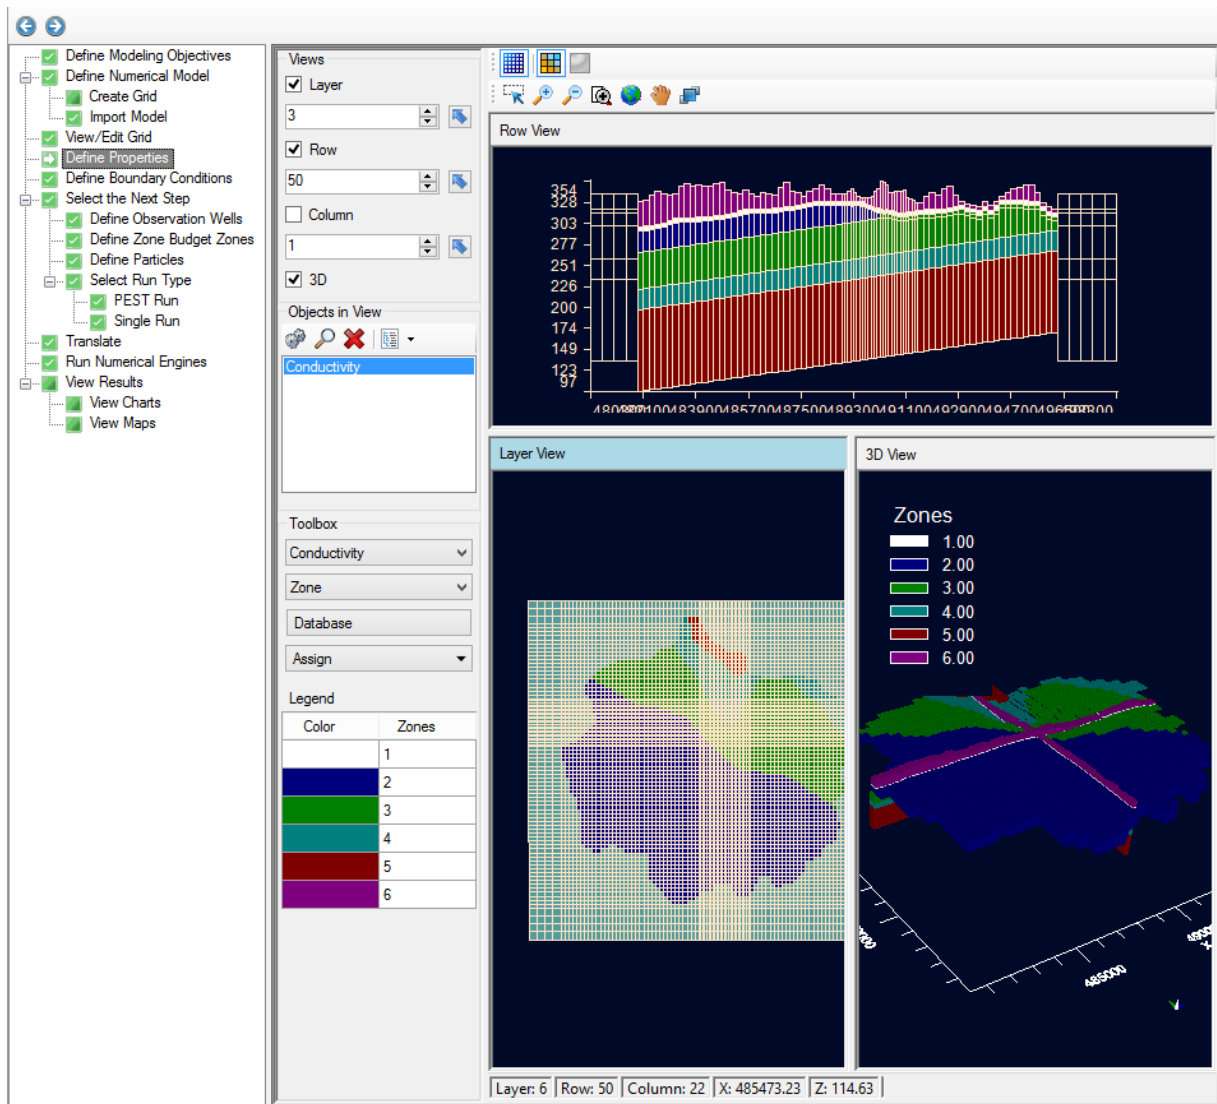 Define Modeling Objectives
Define Numerical Model
Create Grid
Import Model
View/Edit Grid
Define Properties
Define Boundary Conditions
Select the Next Step
Define Observation Wells
Define Zone Budget Zones
Define Particles
Select Run Type
PEST Run
Single Run
Translate
Run Numerical Engines
View Results
View Charts
View Maps
Views
Layer
3
Row
50
Column
1
3D
Objects in View
Conductivity
Toolbox
Conductivity
Zone
Database
Assign
Legend
Color Zones
1
2
3
4
5
6
Row View
354
328
303
277
251
226
200
174
149
123
97
Layer View
3D View
Zones
1.00
2.00
3.00
4.00
5.00
6.00
485000
Layer: 6 Row: 50 Column: 22 X: 485473.23 Z: 114.63